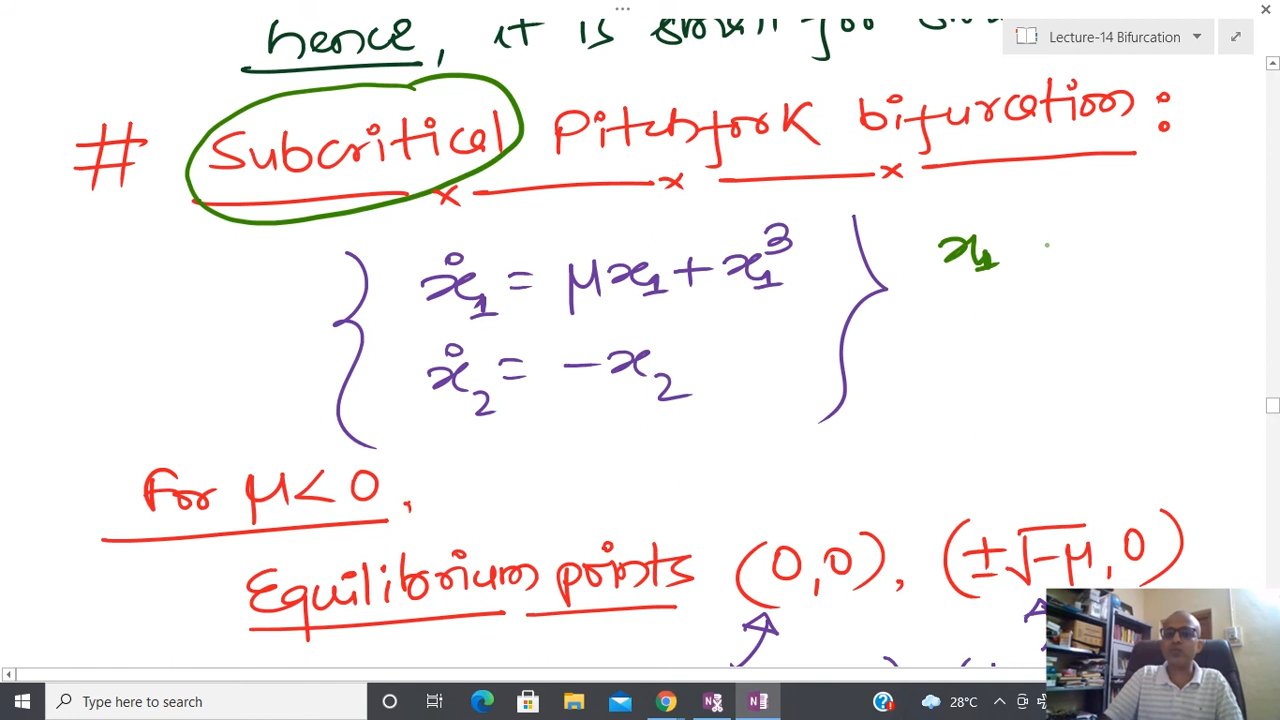 hence, it is
Lecture-14 Bifurcation
# Subcritical Pitchfork bifurcation:
ẋ₁ = μx₁ + x₁³
x₁
ẋ₂ = -x₂
For μ<0,
Equilibrium points (0,0), (±√-μ, 0)
Type here to search
28°C